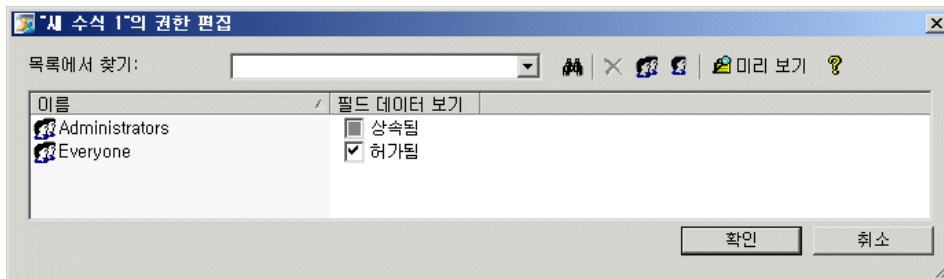 "새 수식 1"의 권한 편집
목록에서 찾기: 미리 보기
이름 필드 데이터 보기
Administrators 상속됨
Everyone 허가됨
확인 취소